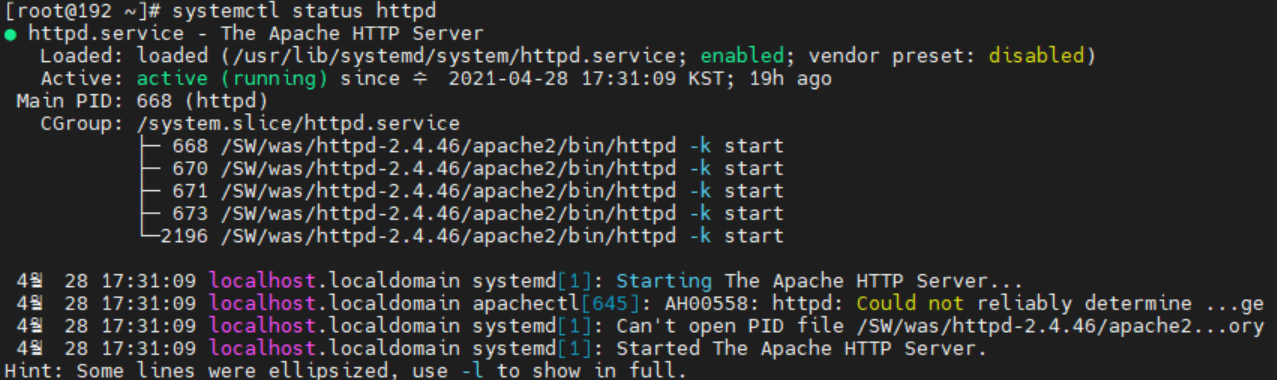 [root@192 ~]# systemctl status httpd
● httpd.service - The Apache HTTP Server
   Loaded: loaded (/usr/lib/systemd/system/httpd.service; enabled; vendor preset: disabled)
   Active: active (running) since 수 2021-04-28 17:31:09 KST; 19h ago
 Main PID: 668 (httpd)
   CGroup: /system.slice/httpd.service
           ├─ 668 /SW/was/httpd-2.4.46/apache2/bin/httpd -k start
           ├─ 670 /SW/was/httpd-2.4.46/apache2/bin/httpd -k start
           ├─ 671 /SW/was/httpd-2.4.46/apache2/bin/httpd -k start
           ├─ 673 /SW/was/httpd-2.4.46/apache2/bin/httpd -k start
           └─2196 /SW/was/httpd-2.4.46/apache2/bin/httpd -k start

 4월  28 17:31:09 localhost.localdomain systemd[1]: Starting The Apache HTTP Server...
 4월  28 17:31:09 localhost.localdomain apachectl[645]: AH00558: httpd: Could not reliably determine ...ge
 4월  28 17:31:09 localhost.localdomain systemd[1]: Can't open PID file /SW/was/httpd-2.4.46/apache2...ory
 4월  28 17:31:09 localhost.localdomain systemd[1]: Started The Apache HTTP Server.
Hint: Some lines were ellipsized, use -l to show in full.